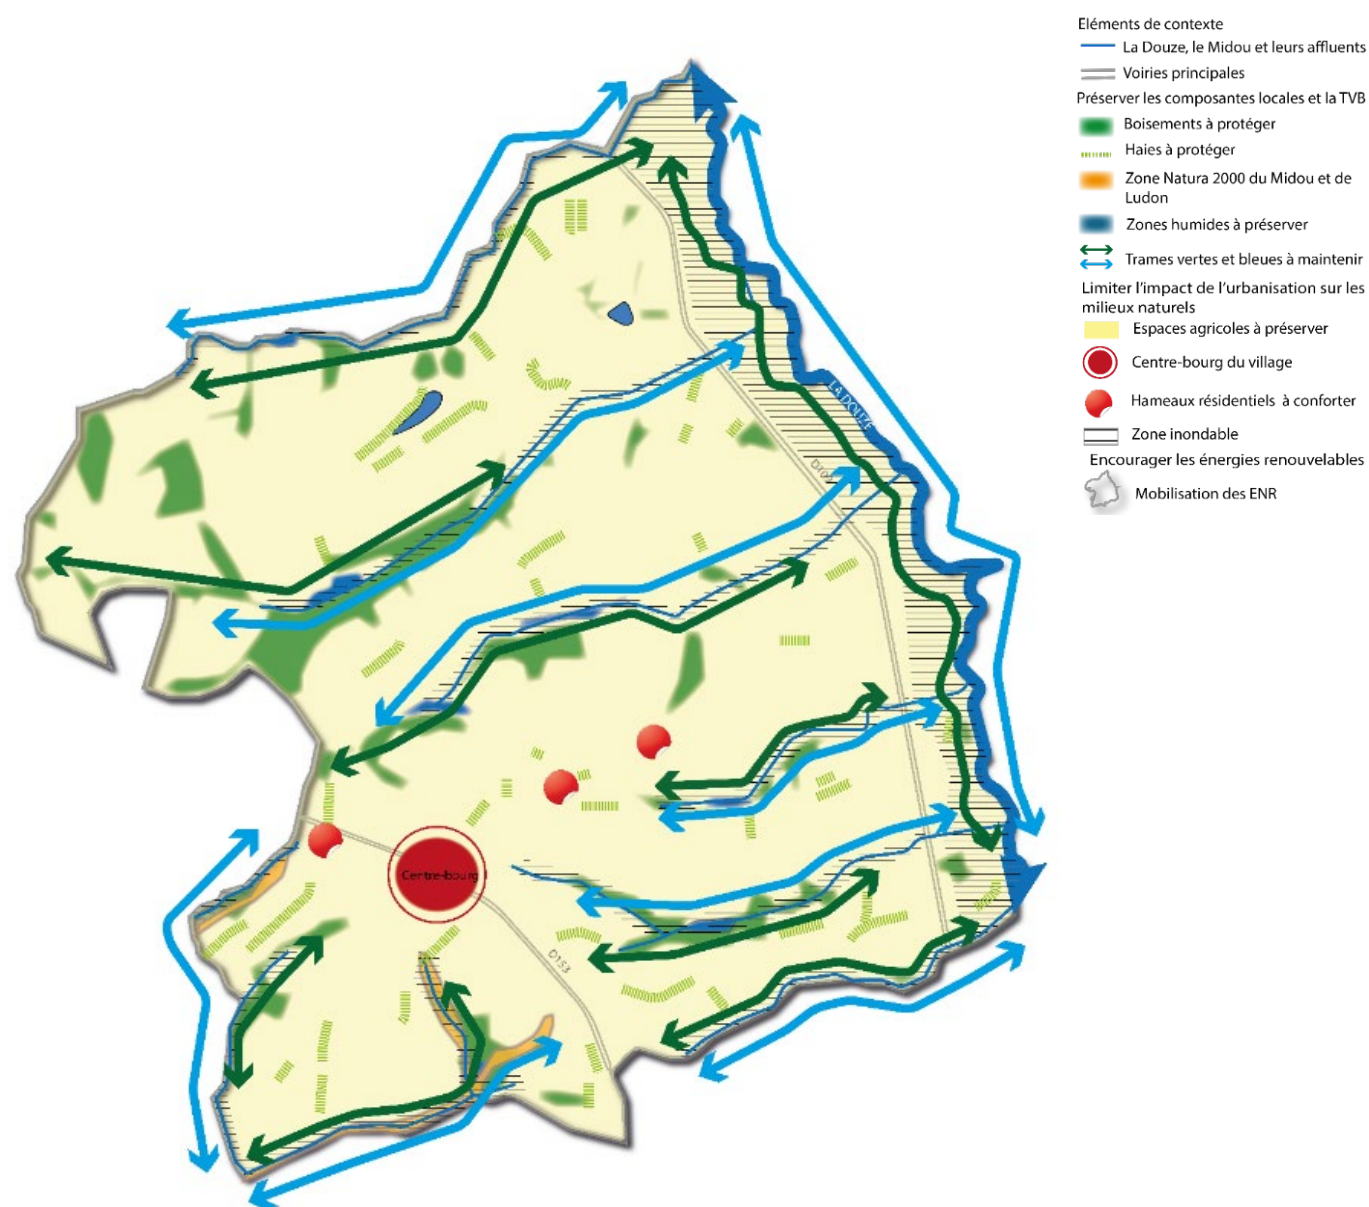 Eléments de contexte
La Douze, le Midou et leurs affluents
Voiries principales
Préserver les composantes locales et la TVB
Boisements à protéger
Haies à protéger
Zone Natura 2000 du Midou et de
Ludon
Zones humides à préserver
Trames vertes et bleues à maintenir
Limiter l'impact de l'urbanisation sur les
milieux naturels
Espaces agricoles à préserver
Centre-bourg du village
Hameaux résidentiels à conforter
Zone inondable
Encourager les énergies renouvelables
Mobilisation des ENR
LA DOUZE
Centre-bourg
D153